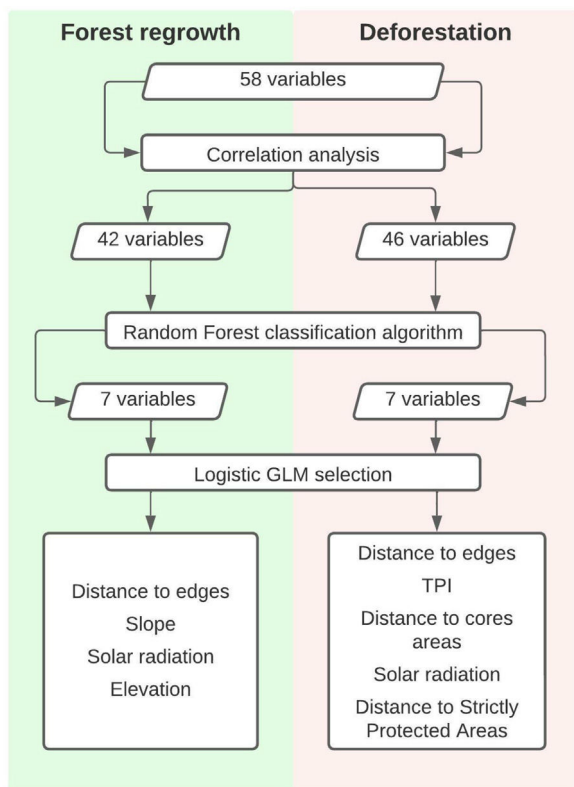 Forest regrowth
Deforestation
58 variables
Correlation analysis
42 variables
46 variables
Random Forest classification algorithm
7 variables
7 variables
Logistic GLM selection
Distance to edges
Slope
Solar radiation
Elevation
Distance to edges
TPI
Distance to cores
areas
Solar radiation
Distance to Strictly
Protected Areas